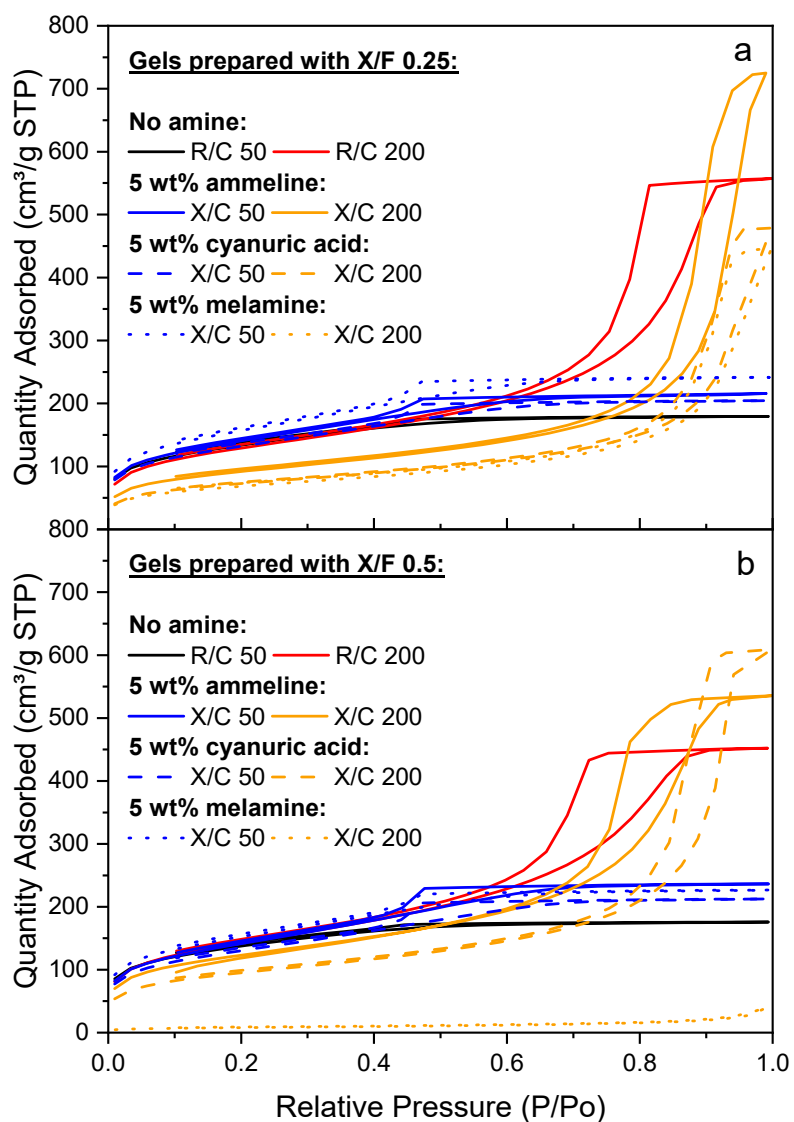 800
700
600
500
400
300
200
100
Quantity Adsorbed (cm³/g STP)
a
Gels prepared with X/F 0.25:
No amine:
R/C 50 R/C 200
5 wt% ammeline:
X/C 50 X/C 200
5 wt% cyanuric acid:
X/C 50 X/C 200
5 wt% melamine:
X/C 50 X/C 200
800
700
600
500
400
300
200
100
0
Quantity Adsorbed (cm³/g STP)
b
Gels prepared with X/F 0.5:
No amine:
R/C 50 R/C 200
5 wt% ammeline:
X/C 50 X/C 200
5 wt% cyanuric acid:
X/C 50 X/C 200
5 wt% melamine:
X/C 50 X/C 200
0.0 0.2 0.4 0.6 0.8 1.0
Relative Pressure (P/Po)